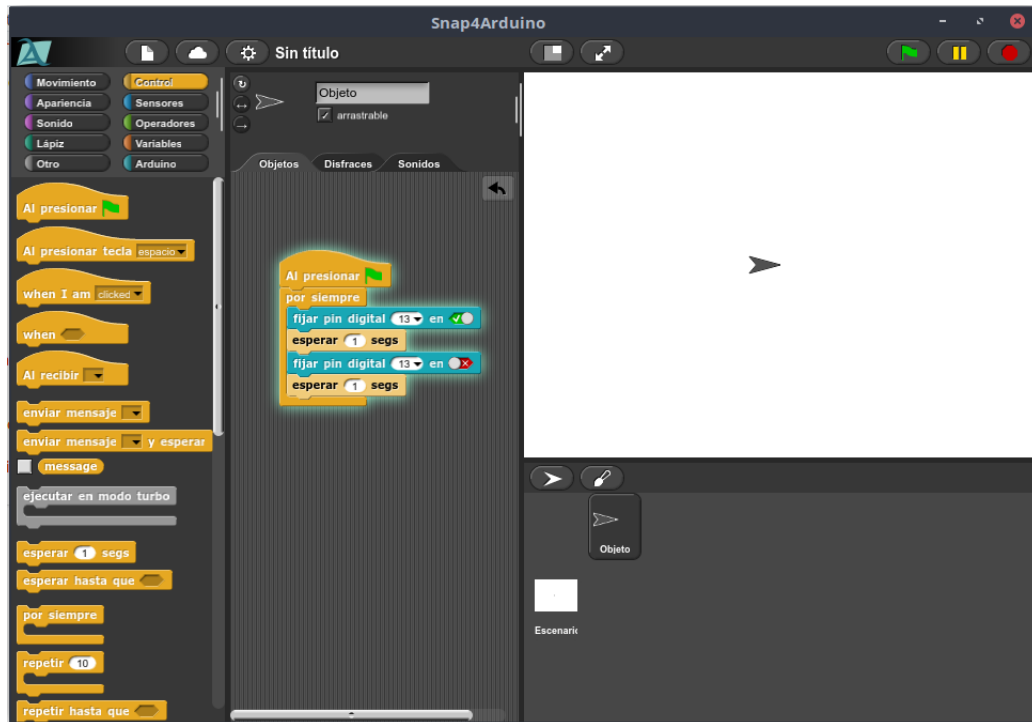 Snap4Arduino
Sin título
Movimiento
Control
Apariencia
Sensores
Sonido
Operadores
Lápiz
Variables
Otro
Arduino
Al presionar
Al presionar tecla espacio
when I am clicked
when
Al recibir
enviar mensaje
enviar mensaje y esperar
message
ejecutar en modo turbo
esperar 1 segs
esperar hasta que
por siempre
repetir 10
repetir hasta que
Objeto
arrastrable
Objetos
Disfraces
Sonidos
Al presionar
por siempre
fijar pin digital 13 en
esperar 1 segs
fijar pin digital 13 en
esperar 1 segs
Objeto
Escenario